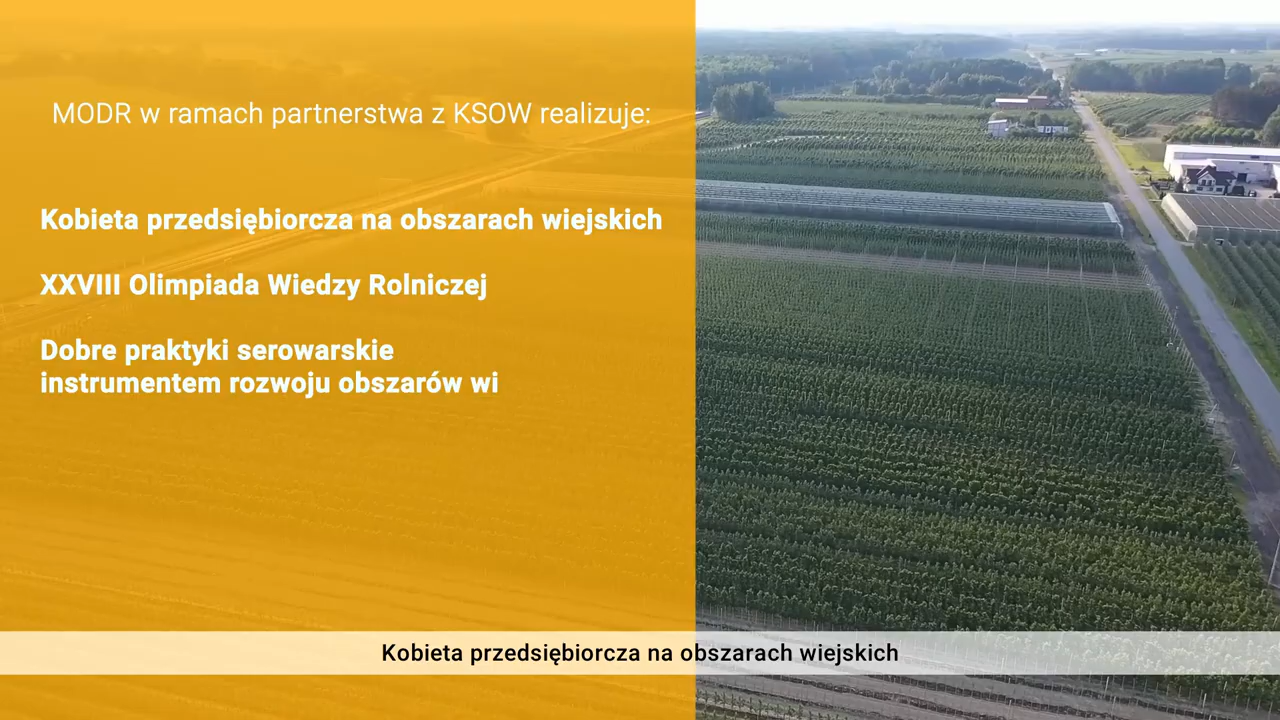 MODR w ramach partnerstwa z KSOW realizuje:
Kobieta przedsiębiorcza na obszarach wiejskich
XXVIII Olimpiada Wiedzy Rolniczej
Dobre praktyki serowarskie
instrumentem rozwoju obszarów wi
Kobieta przedsiębiorcza na obszarach wiejskich